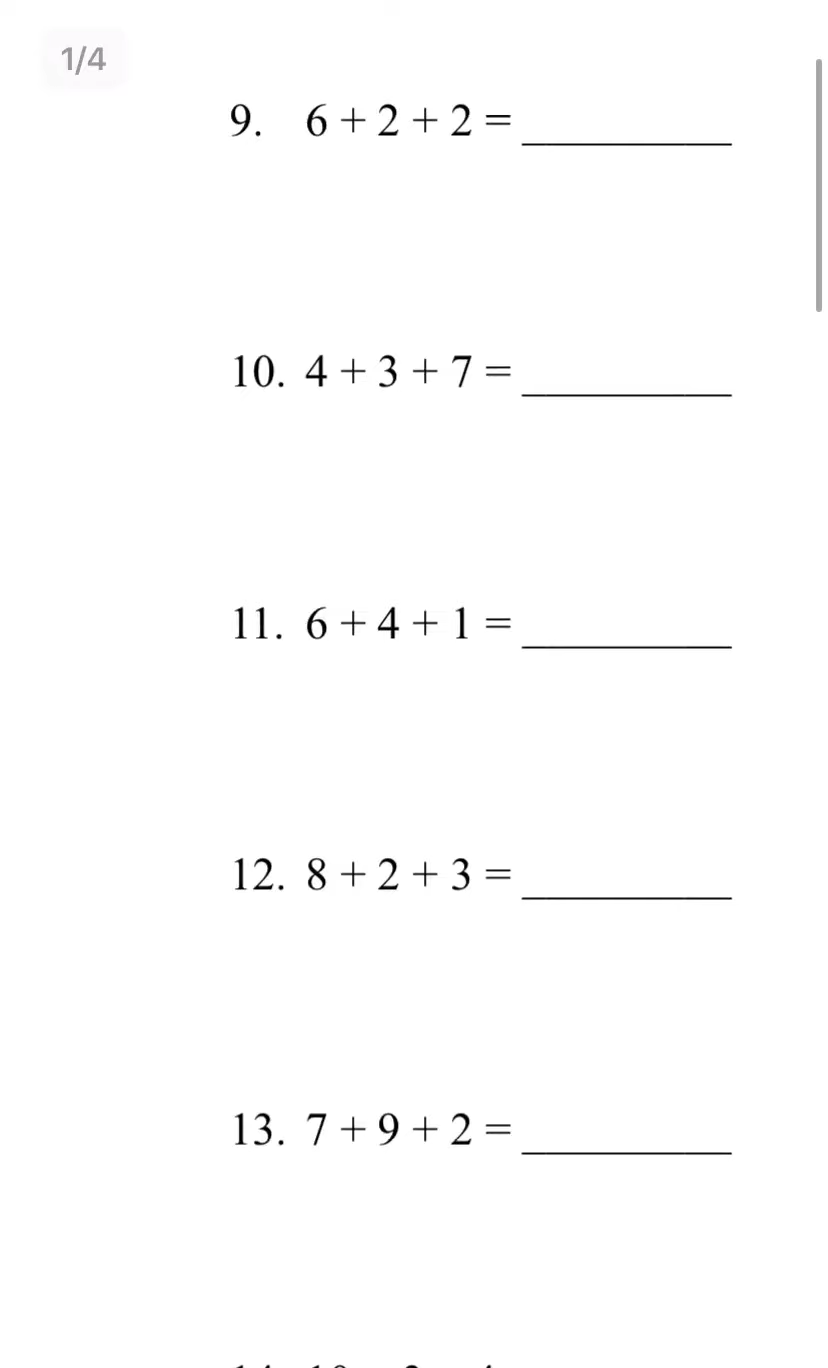 1/4
9. 6 + 2 + 2 = __________
10. 4 + 3 + 7 = __________
11. 6 + 4 + 1 = __________
12. 8 + 2 + 3 = __________
13. 7 + 9 + 2 = __________